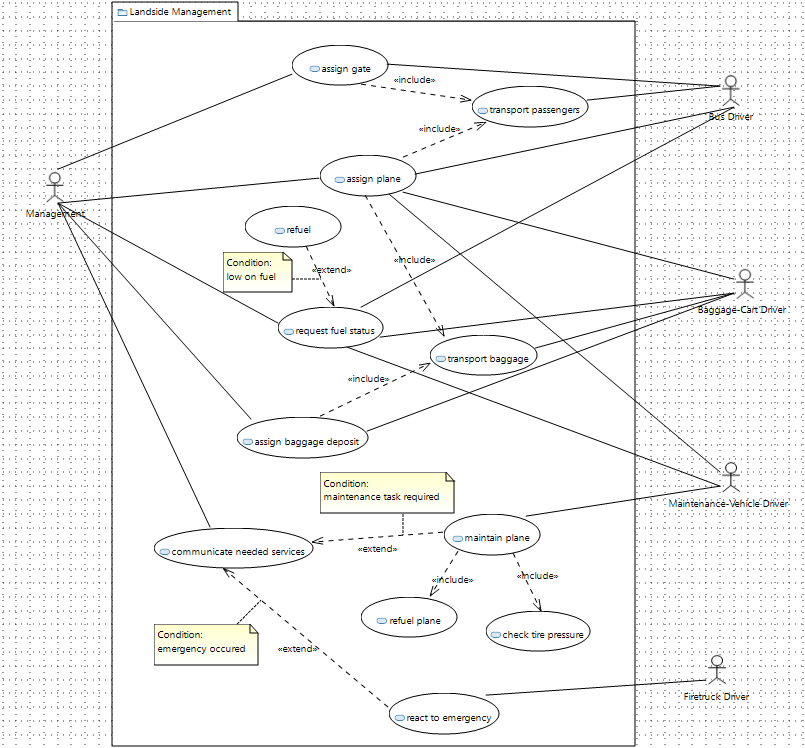 Landside Management
assign gate
«include»
transport passengers
Bus Driver
«include»
assign plane
Management
refuel
Condition:
low on fuel
«extend»
«include»
Baggage-Cart Driver
request fuel status
transport baggage
«include»
assign baggage deposit
Condition:
maintenance task required
Maintenance-Vehicle Driver
maintain plane
communicate needed services
«extend»
«include»
«include»
refuel plane
check tire pressure
Condition:
emergency occured
«extend»
Firetruck Driver
react to emergency